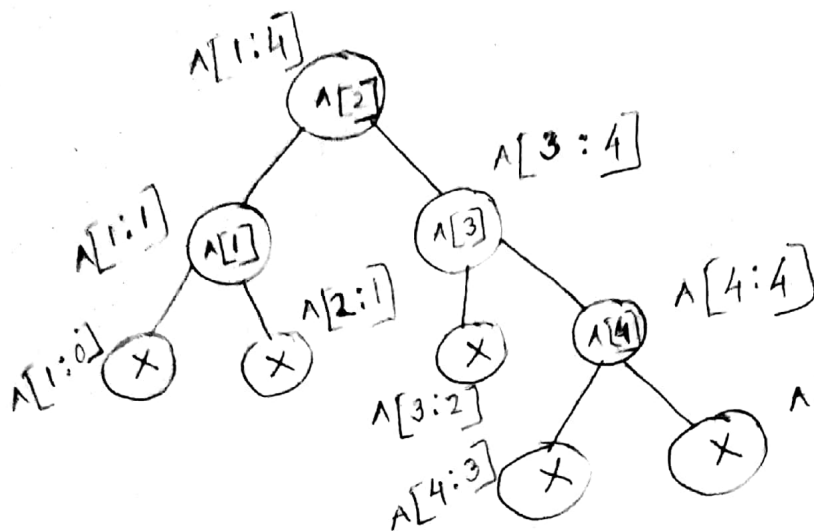 A[1:4]
A[2]
A[3:4]
A[1:1]
A[1]
A[3]
A[2:1]
A[4:4]
A[4]
A[1:0]
X
X
X
A[3:2]
A
A[4:3]
X
X